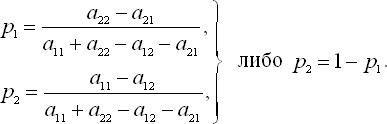 p₁ = (a₂₂ − a₂₁) / (a₁₁ + a₂₂ − a₁₂ − a₂₁),
p₂ = (a₁₁ − a₁₂) / (a₁₁ + a₂₂ − a₁₂ − a₂₁), } либо p₂ = 1 − p₁.